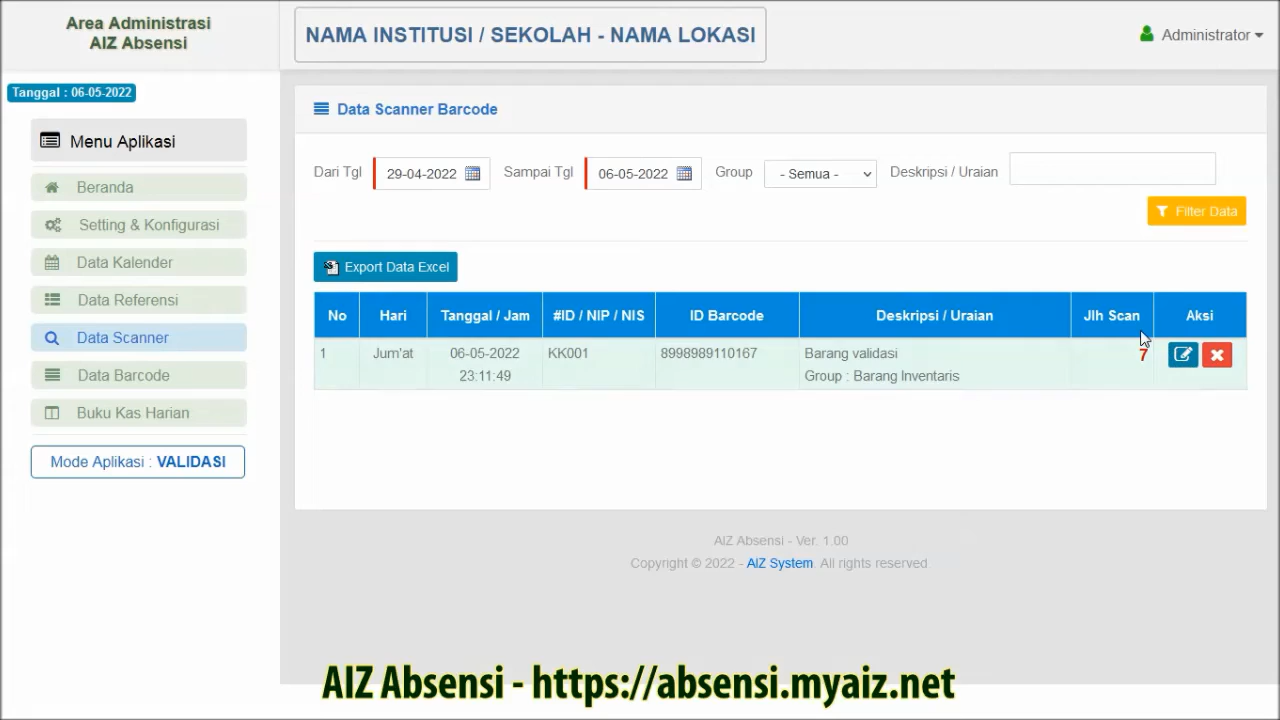 Area Administrasi
AIZ Absensi
NAMA INSTITUSI / SEKOLAH - NAMA LOKASI
Administrator
Tanggal : 06-05-2022
Menu Aplikasi
Beranda
Setting & Konfigurasi
Data Kalender
Data Referensi
Data Scanner
Data Barcode
Buku Kas Harian
Mode Aplikasi : VALIDASI
Data Scanner Barcode
Dari Tgl 29-04-2022 Sampai Tgl 06-05-2022 Group - Semua - Deskripsi / Uraian
Filter Data
Export Data Excel
No Hari Tanggal / Jam #ID / NIP / NIS ID Barcode Deskripsi / Uraian Jlh Scan Aksi
1 Jum'at 06-05-2022 KK001 8998989110167 Barang validasi 7
23:11:49 Group : Barang Inventaris
AIZ Absensi - Ver. 1.00
Copyright © 2022 - AIZ System. All rights reserved
AIZ Absensi - https://absensi.myaiz.net